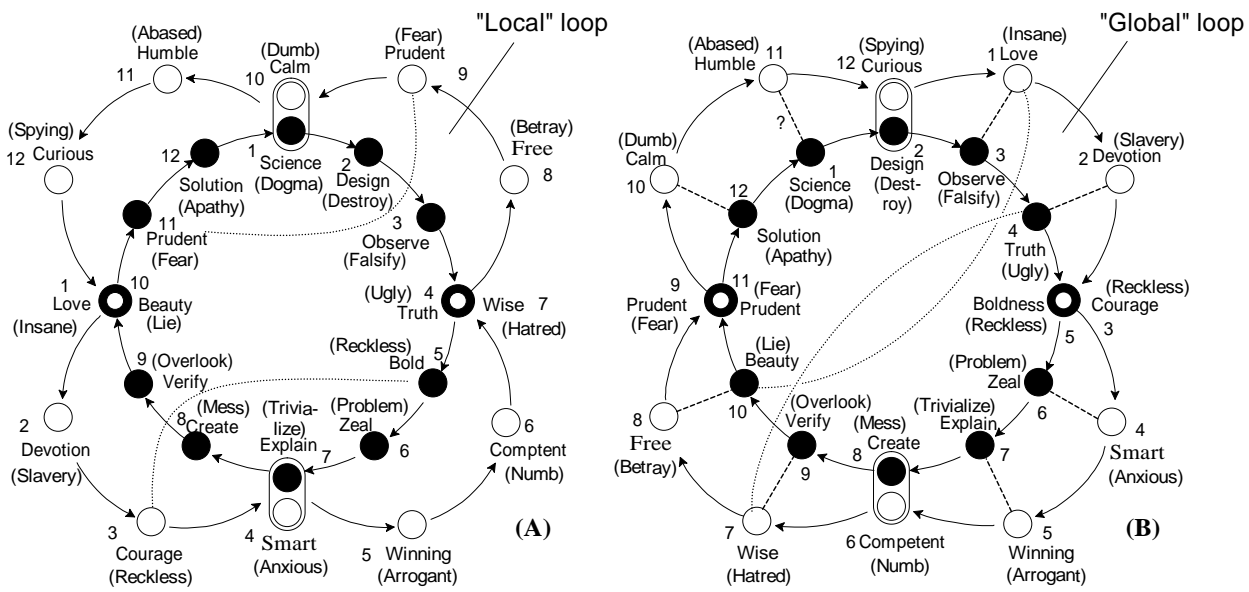 "Local" loop
(Abased)
Humble
11
(Dumb)
Calm
10
(Fear)
Prudent
9
(Spying)
Curious
12
12
Solution
(Apathy)
1
Science
(Dogma)
2
Design
(Destroy)
(Betray)
Free
8
11
Prudent
(Fear)
3
Observe
(Falsify)
1
Love
(Insane)
10
Beauty
(Lie)
(Ugly)
Truth
4
Wise
7
(Hatred)
(Reckless)
Bold
5
9
(Overlook)
Verify
(Mess)
8
Create
(Trivia-
lize)
Explain
7
(Problem)
Zeal
6
2
Devotion
(Slavery)
6
Comptent
(Numb)
3
Courage
(Reckless)
4
Smart
(Anxious)
5
Winning
(Arrogant)
(A)
"Global" loop
(Abased)
Humble
11
(Spying)
Curious
12
(Insane)
Love
1
?
(Dumb)
Calm
10
(Slavery)
Devotion
2
1
Science
(Dogma)
2
Design
(Dest-
roy)
3
Observe
(Falsify)
12
Solution
(Apathy)
4
Truth
(Ugly)
9
Prudent
(Fear)
11
(Fear)
Prudent
Boldness
(Reckless)
5
(Reckless)
Courage
3
(Lie)
Beauty
10
(Problem)
Zeal
6
(Overlook)
Verify
9
(Mess)
Create
8
(Trivialize)
Explain
7
8
Free
(Betray)
4
Smart
(Anxious)
7
Wise
(Hatred)
6 Competent
(Numb)
5
Winning
(Arrogant)
(B)